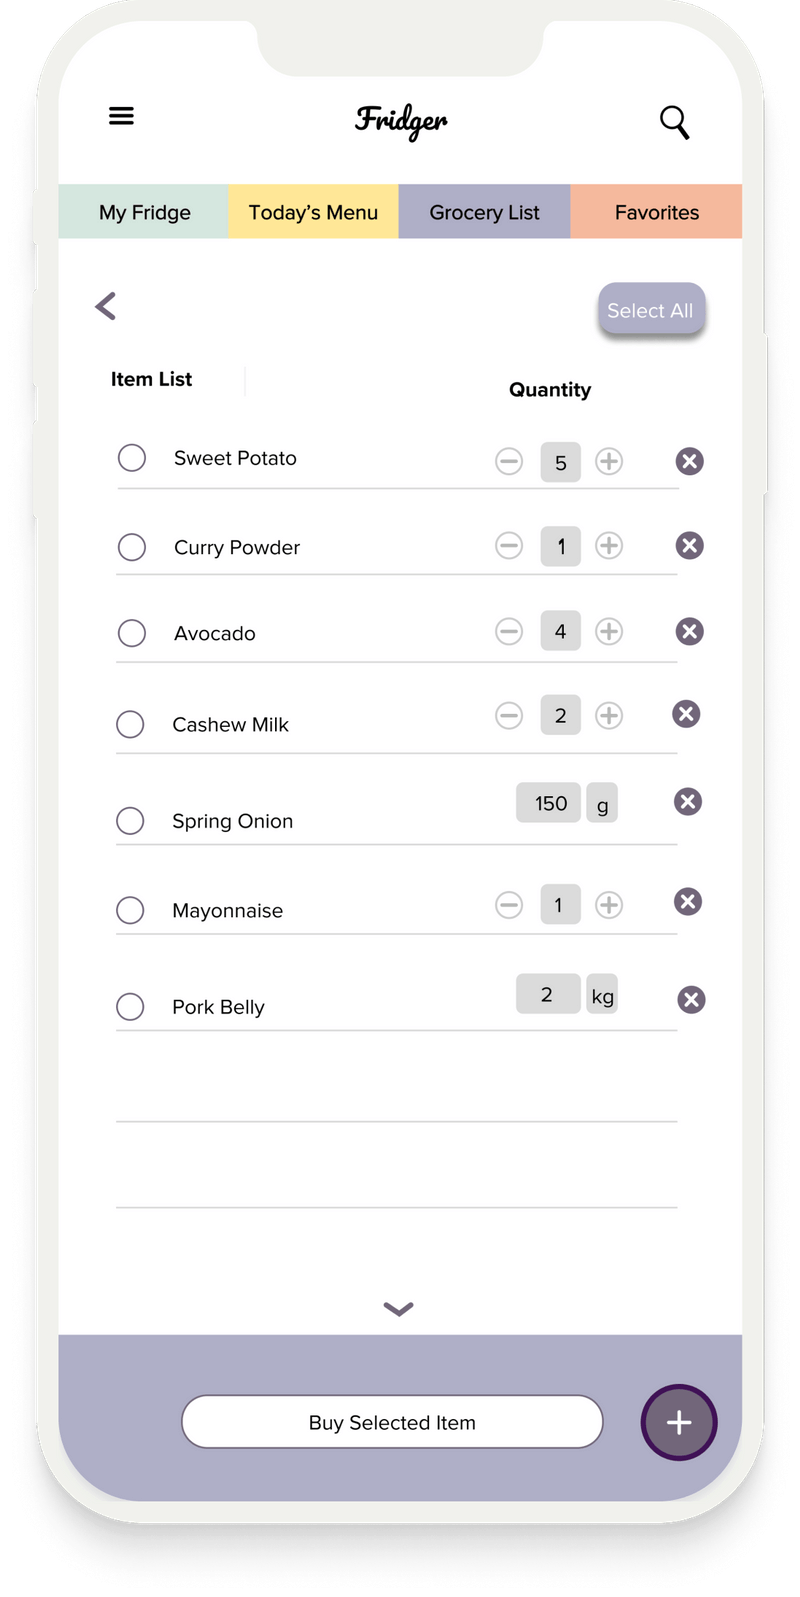 Fridger
My Fridge Today's Menu Grocery List Favorites
Select All
Item List
Quantity
Sweet Potato 5
Curry Powder 1
Avocado 4
Cashew Milk 2
Spring Onion 150 g
Mayonnaise 1
Pork Belly 2 kg
Buy Selected Item